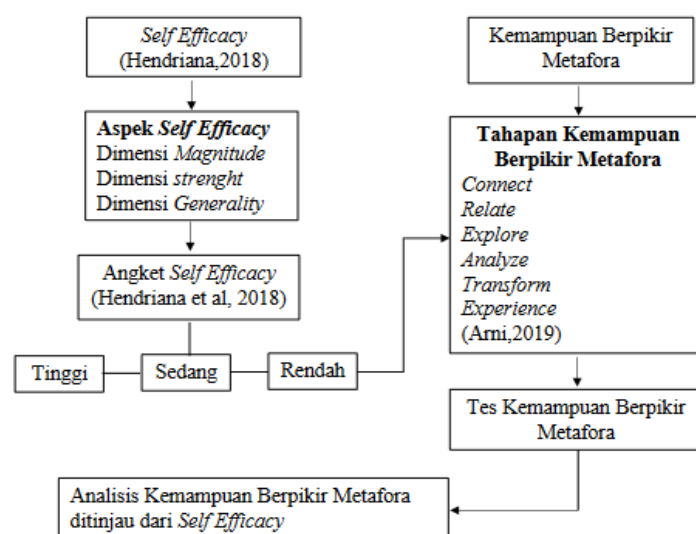 Self Efficacy
(Hendriana,2018)
Aspek Self Efficacy
Dimensi Magnitude
Dimensi strenght
Dimensi Generality
Angket Self Efficacy
(Hendriana et al, 2018)
Tinggi
Sedang
Rendah
Kemampuan Berpikir
Metafora
Tahapan Kemampuan
Berpikir Metafora
Connect
Relate
Explore
Analyze
Transform
Experience
(Arni,2019)
Tes Kemampuan Berpikir
Metafora
Analisis Kemampuan Berpikir Metafora
ditinjau dari Self Efficacy